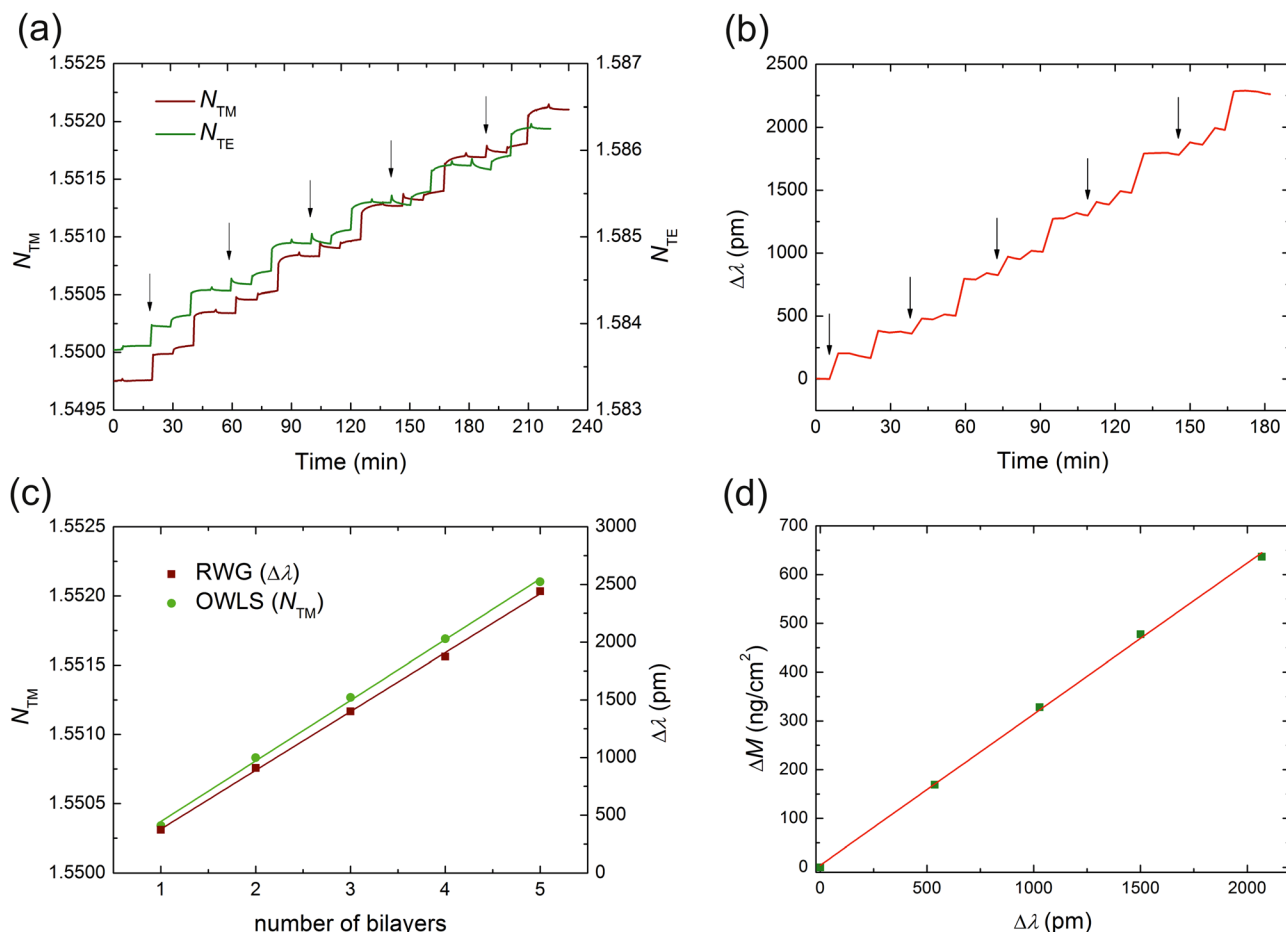 (a)
1.5525
1.5520
1.5515
1.5510
1.5505
1.5500
1.5495
N_TM
N_TM
N_TE
1.587
1.586
1.585
1.584
1.583
N_TE
0 30 60 90 120 150 180 210 240
Time (min)
(b)
2500
2000
1500
1000
500
0
Δλ (pm)
0 30 60 90 120 150 180
Time (min)
(c)
1.5525
1.5520
1.5515
1.5510
1.5505
1.5500
N_TM
RWG (Δλ)
OWLS (N_TM)
3000
2500
2000
1500
1000
500
0
Δλ (pm)
1 2 3 4 5
number of bilayers
(d)
700
600
500
400
300
200
100
0
ΔM (ng/cm²)
0 500 1000 1500 2000
Δλ (pm)